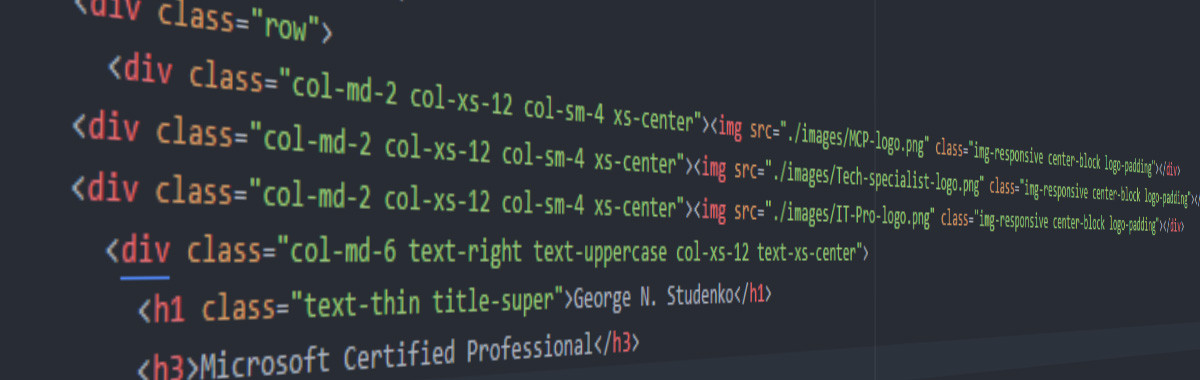 <div class="row">
<div class="col-md-2 col-xs-12 col-sm-4 xs-center"><img src="./images/MCP-logo.png" class="img-responsive center-block logo-padding"></div>
<div class="col-md-2 col-xs-12 col-sm-4 xs-center"><img src="./images/Tech-specialist-logo.png" class="img-responsive center-block logo-padding"></
<div class="col-md-2 col-xs-12 col-sm-4 xs-center"><img src="./images/IT-Pro-logo.png" class="img-responsive center-block logo-padding"></div>
<div class="col-md-6 text-right text-uppercase col-xs-12 text-xs-center">
<h1 class="text-thin title-super">George N. Studenko</h1>
<h3>Microsoft Certified Professional</h3>